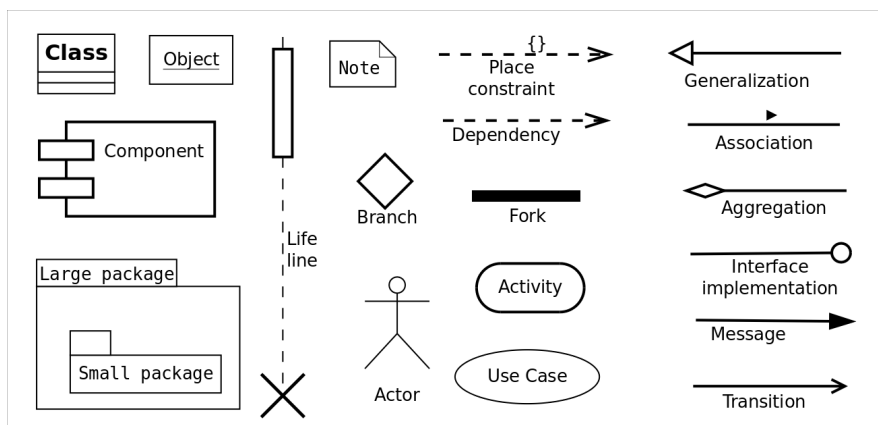 Class
Object
Note
{}
Place
constraint
Generalization
Component
Dependency
Association
Branch
Fork
Aggregation
Life
line
Large package
Small package
Activity
Interface
implementation
Message
Actor
Use Case
Transition